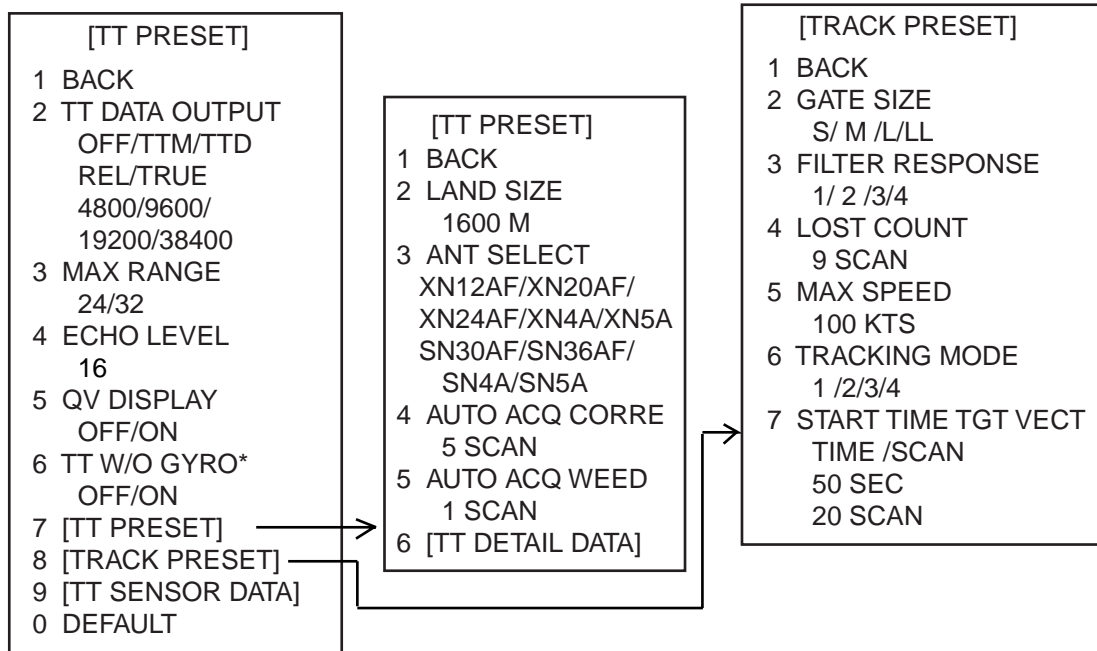 [TT PRESET]
1 BACK
2 TT DATA OUTPUT
OFF/TTM/TTD
REL/TRUE
4800/9600/
19200/38400
3 MAX RANGE
24/32
4 ECHO LEVEL
16
5 QV DISPLAY
OFF/ON
6 TT W/O GYRO*
OFF/ON
7 [TT PRESET]
8 [TRACK PRESET]
9 [TT SENSOR DATA]
0 DEFAULT
[TT PRESET]
1 BACK
2 LAND SIZE
1600 M
3 ANT SELECT
XN12AF/XN20AF/
XN24AF/XN4A/XN5A
SN30AF/SN36AF/
SN4A/SN5A
4 AUTO ACQ CORRE
5 SCAN
5 AUTO ACQ WEED
1 SCAN
6 [TT DETAIL DATA]
[TRACK PRESET]
1 BACK
2 GATE SIZE
S/ M /L/LL
3 FILTER RESPONSE
1/ 2 /3/4
4 LOST COUNT
9 SCAN
5 MAX SPEED
100 KTS
6 TRACKING MODE
1 /2/3/4
7 START TIME TGT VECT
TIME /SCAN
50 SEC
20 SCAN